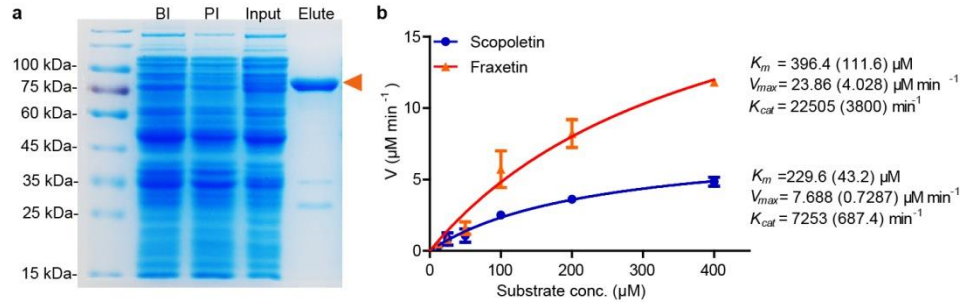 a
BI PI Input Elute
100 kDa-
75 kDa-
60 kDa-
45 kDa-
35 kDa-
25 kDa-
15 kDa-
b
15
10
5
0
V (µM min⁻¹)
Scopoletin
Fraxetin
0 100 200 300 400
Substrate conc. (µM)
Km = 396.4 (111.6) µM
Vmax = 23.86 (4.028) µM min⁻¹
Kcat = 22505 (3800) min⁻¹
Km =229.6 (43.2) µM
Vmax = 7.688 (0.7287) µM min⁻¹
Kcat = 7253 (687.4) min⁻¹